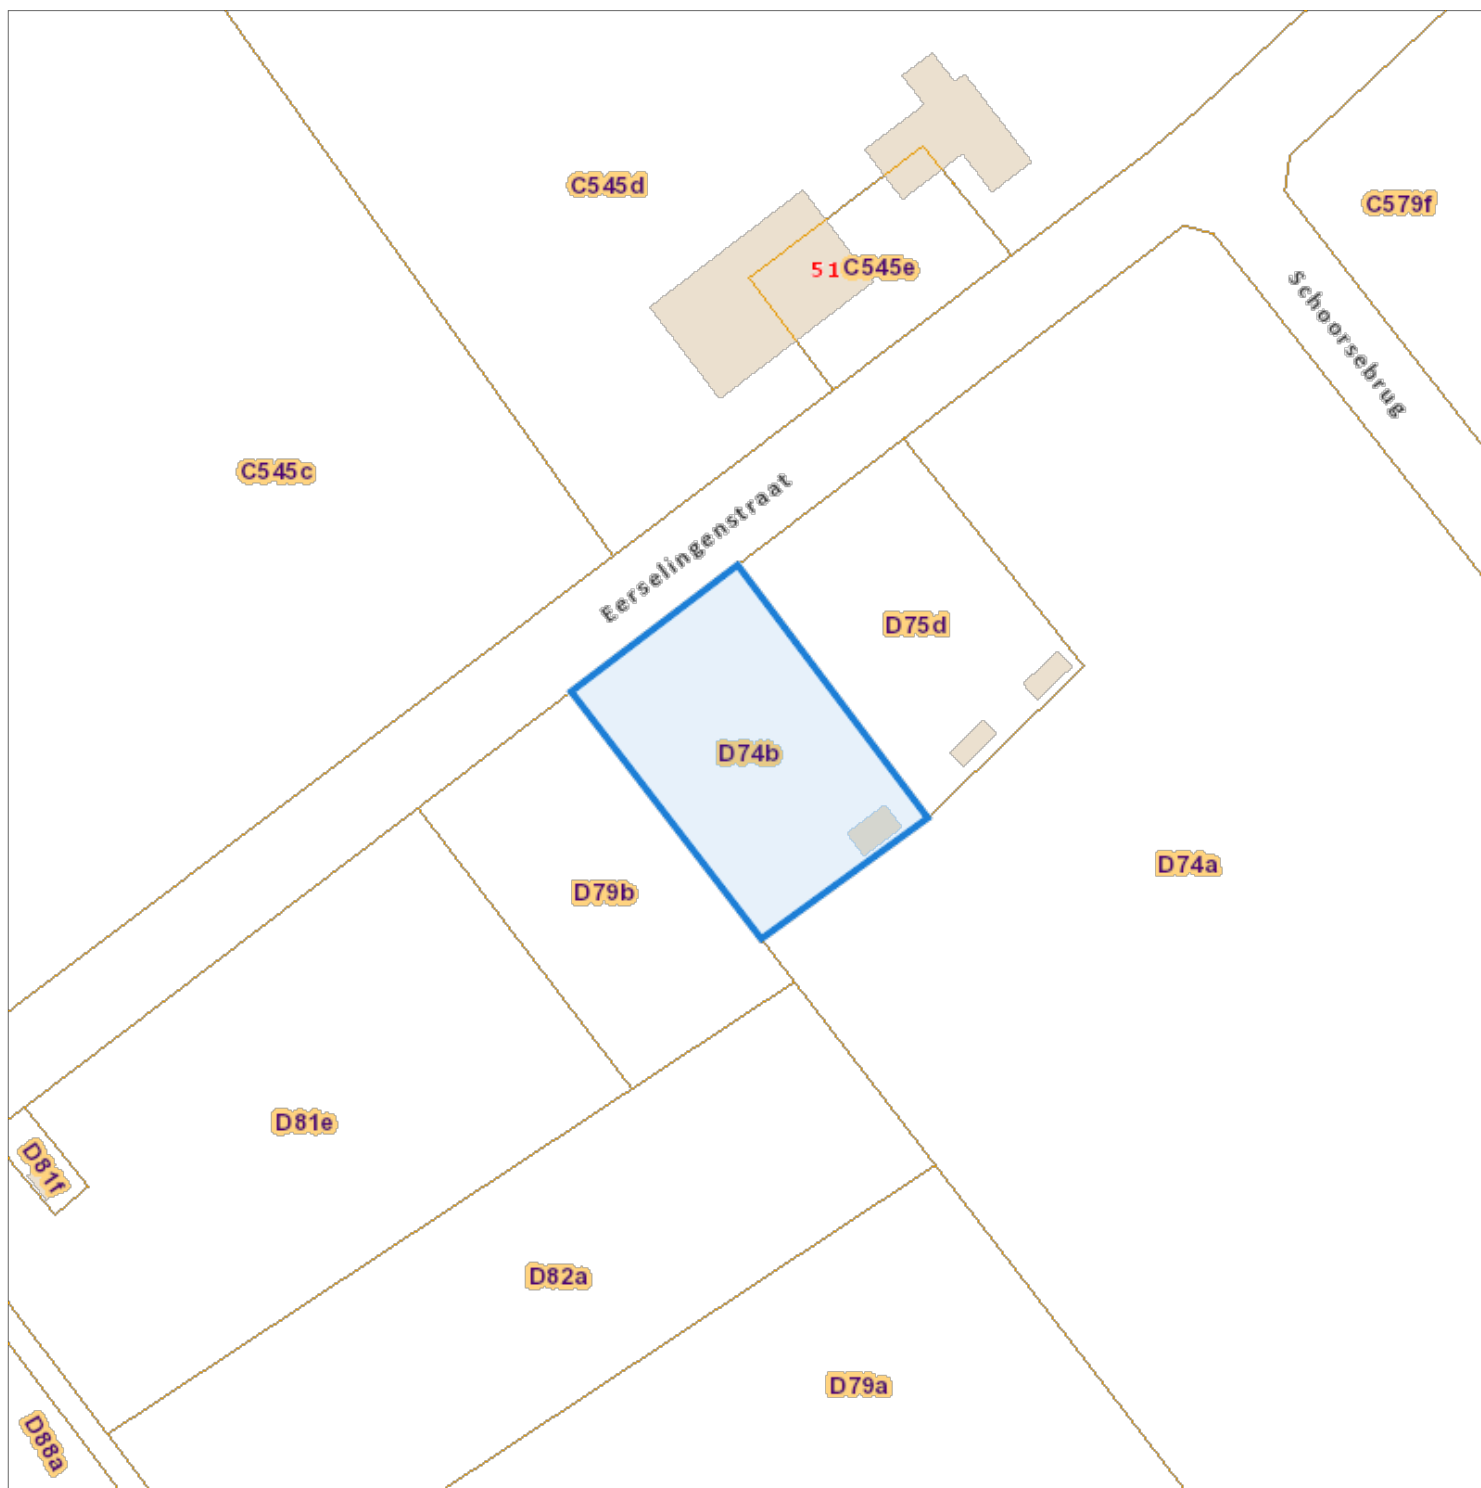 C545d
C579f
51
C545e
Schoorsebrug
C545c
Eerselingenstraat
D75d
D74b
D74a
D79b
D81e
D81f
D82a
D79a
D88a